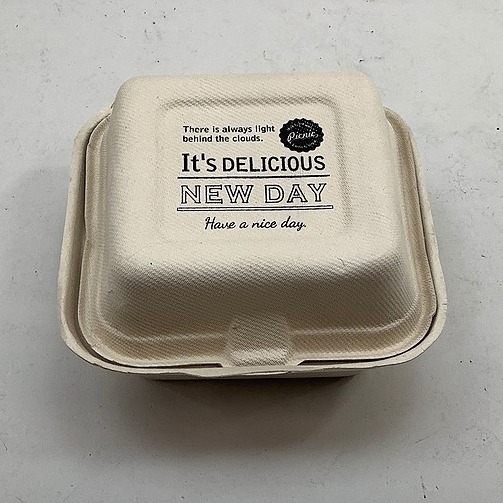 There is always light
behind the clouds.
Picnic
It's DELICIOUS
NEW DAY
Have a nice day.